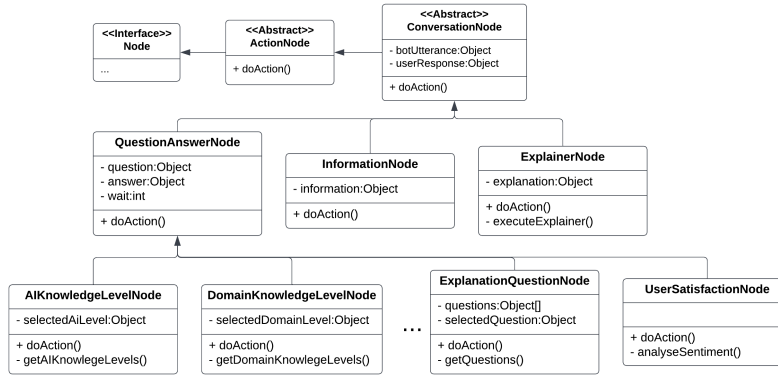 <<Interface>>
Node
...
<<Abstract>>
ActionNode
+ doAction()
<<Abstract>>
ConversationNode
- botUtterance:Object
- userResponse:Object
+ doAction()
QuestionAnswerNode
- question:Object
- answer:Object
- wait:int
+ doAction()
InformationNode
- information:Object
+ doAction()
ExplainerNode
- explanation:Object
+ doAction()
- executeExplainer()
AIKnowledgeLevelNode
- selectedAiLevel:Object
+ doAction()
- getAIKnowlegeLevels()
DomainKnowledgeLevelNode
- selectedDomainLevel:Object
+ doAction()
- getDomainKnowlegeLevels()
...
ExplanationQuestionNode
- questions:Object[]
- selectedQuestion:Object
+ doAction()
- getQuestions()
UserSatisfactionNode
+ doAction()
- analyseSentiment()